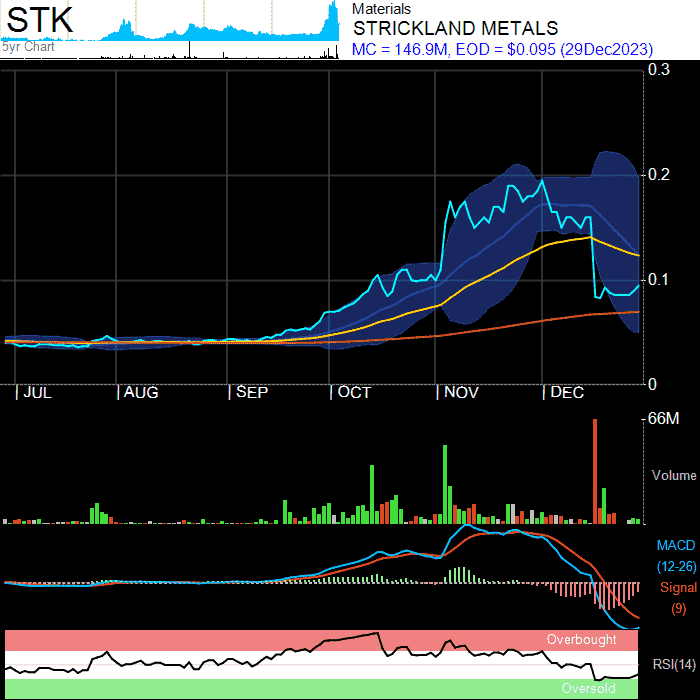 STK
5yr Chart
Materials
STRICKLAND METALS
MC = 146.9M, EOD = $0.095 (29Dec2023)
0.3
0.2
0.1
0
JUL AUG SEP OCT NOV DEC
66M
Volume
MACD
(12-26)
Signal
(9)
Overbought
RSI(14)
Oversold